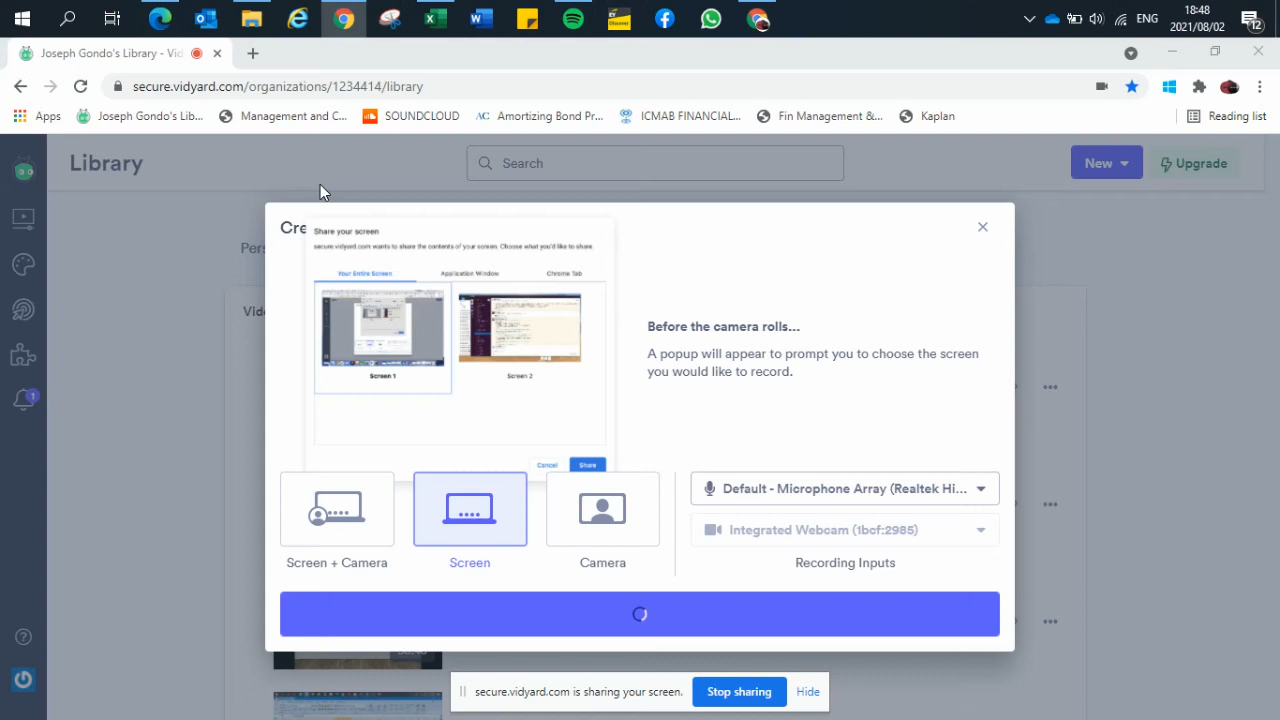 18:48
ENG
2021/08/02
12
Joseph Gondo's Library - Vid
secure.vidyard.com/organizations/1234414/library
Apps
Joseph Gondo's Lib...
Management and C...
SOUNDCLOUD
AC Amortizing Bond Pr...
ICMAB FINANCIAL...
Fin Management &...
Kaplan
Reading list
Library
Search
New
Upgrade
Cre
Share your screen
secure.vidyard.com wants to share the contents of your screen. Choose what you'd like to share.
Pers
Your Entire Screen
Application Window
Chrome Tab
Vide
Before the camera rolls...
A popup will appear to prompt you to choose the screen
you would like to record.
Screen 1
Screen 2
1
Cancel
Share
Default - Microphone Array (Realtek Hi...
Integrated Webcam (1bcf:2985)
Screen + Camera
Screen
Camera
Recording Inputs
secure.vidyard.com is sharing your screen.
Stop sharing
Hide